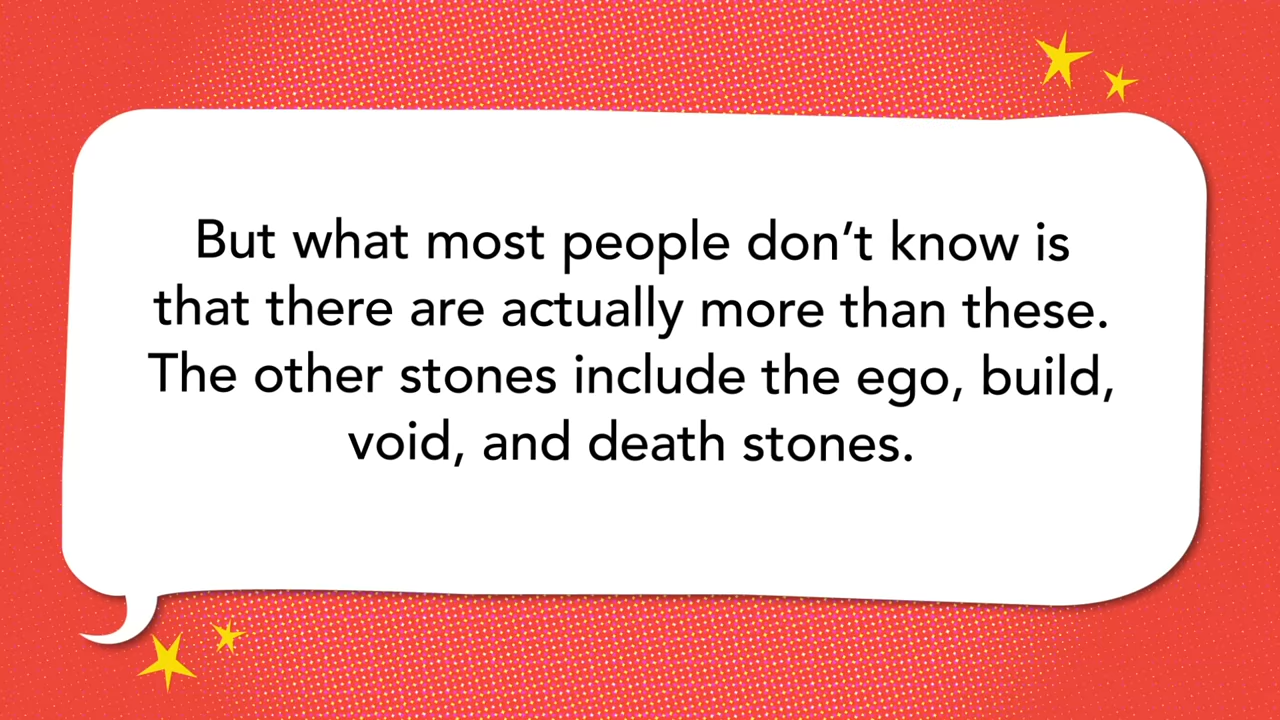 But what most people don’t know is
that there are actually more than these.
The other stones include the ego, build,
void, and death stones.